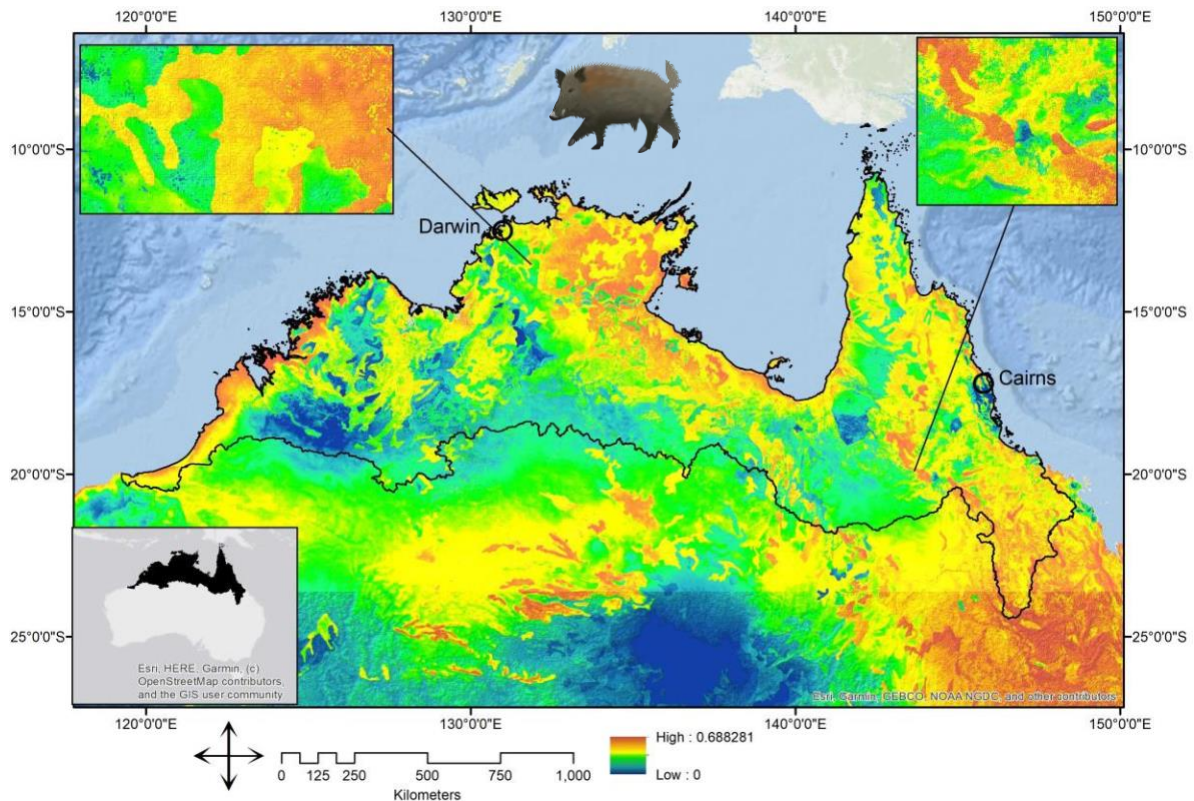 120°0'0"E 130°0'0"E 140°0'0"E 150°0'0"E
10°0'0"S 10°0'0"S
Darwin
15°0'0"S 15°0'0"S
Cairns
20°0'0"S 20°0'0"S
25°0'0"S 25°0'0"S
Esri, HERE, Garmin, (c)
OpenStreetMap contributors,
and the GIS user community
Esri, Garmin, GEBCO, NOAA NGDC, and other contributors
120°0'0"E 130°0'0"E 140°0'0"E 150°0'0"E
High : 0.688281
Low : 0
0 125 250 500 750 1,000
Kilometers